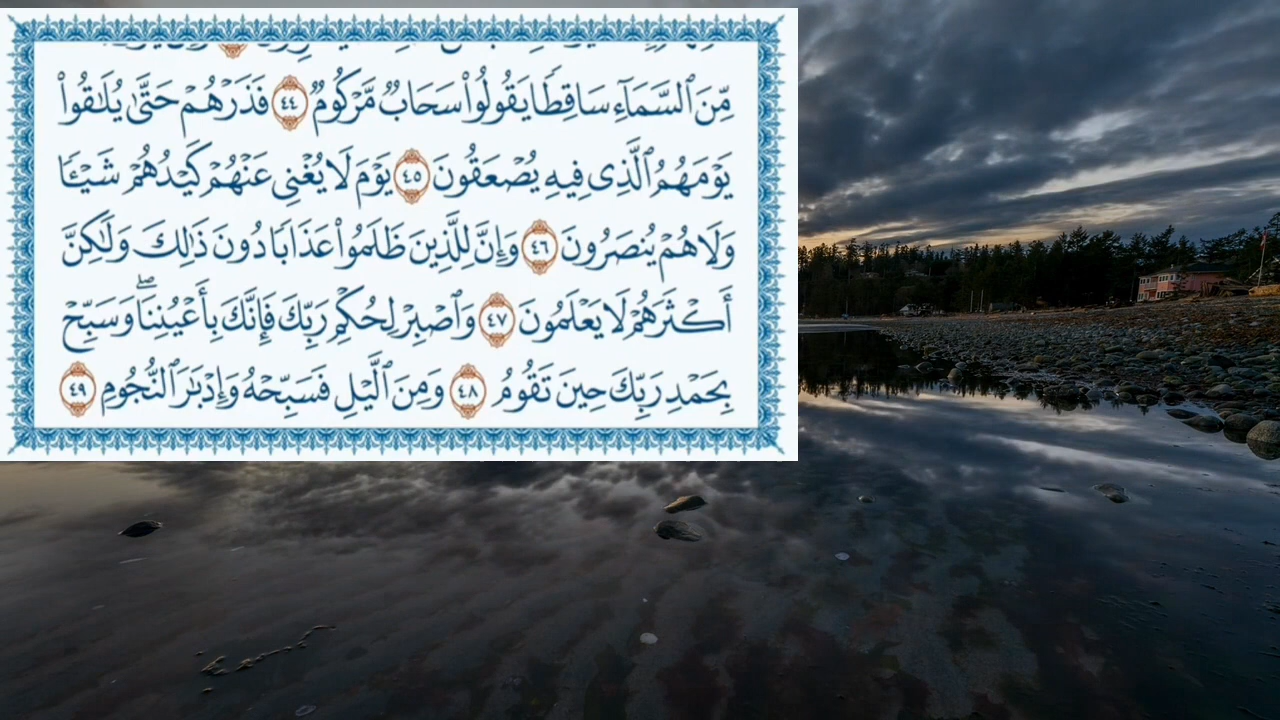 مِّنَ ٱلسَّمَآءِ سَاقِطٗا يَقُولُواْ سَحَابٞ مَّرۡكُومٞ ٤٤ فَذَرۡهُمۡ حَتَّىٰ يُلَٰقُواْ
يَوۡمَهُمُ ٱلَّذِي فِيهِ يُصۡعَقُونَ ٤٥ يَوۡمَ لَا يُغۡنِي عَنۡهُمۡ كَيۡدُهُمۡ شَيۡـٔٗا
وَلَا هُمۡ يُنصَرُونَ ٤٦ وَإِنَّ لِلَّذِينَ ظَلَمُواْ عَذَابٗا دُونَ ذَٰلِكَ وَلَٰكِنَّ
أَكۡثَرَهُمۡ لَا يَعۡلَمُونَ ٤٧ وَٱصۡبِرۡ لِحُكۡمِ رَبِّكَ فَإِنَّكَ بِأَعۡيُنِنَاۖ وَسَبِّحۡ
بِحَمۡدِ رَبِّكَ حِينَ تَقُومُ ٤٨ وَمِنَ ٱلَّيۡلِ فَسَبِّحۡهُ وَإِدۡبَٰرَ ٱلنُّجُومِ ٤٩